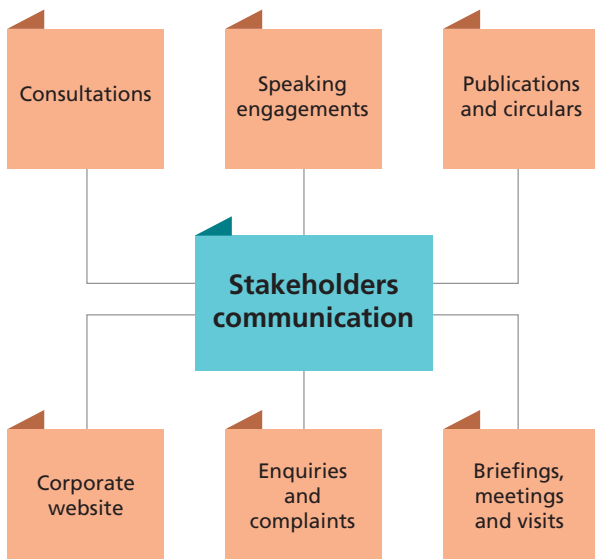 Consultations
Speaking
engagements
Publications
and circulars
Stakeholders
communication
Corporate
website
Enquiries
and
complaints
Briefings,
meetings
and visits